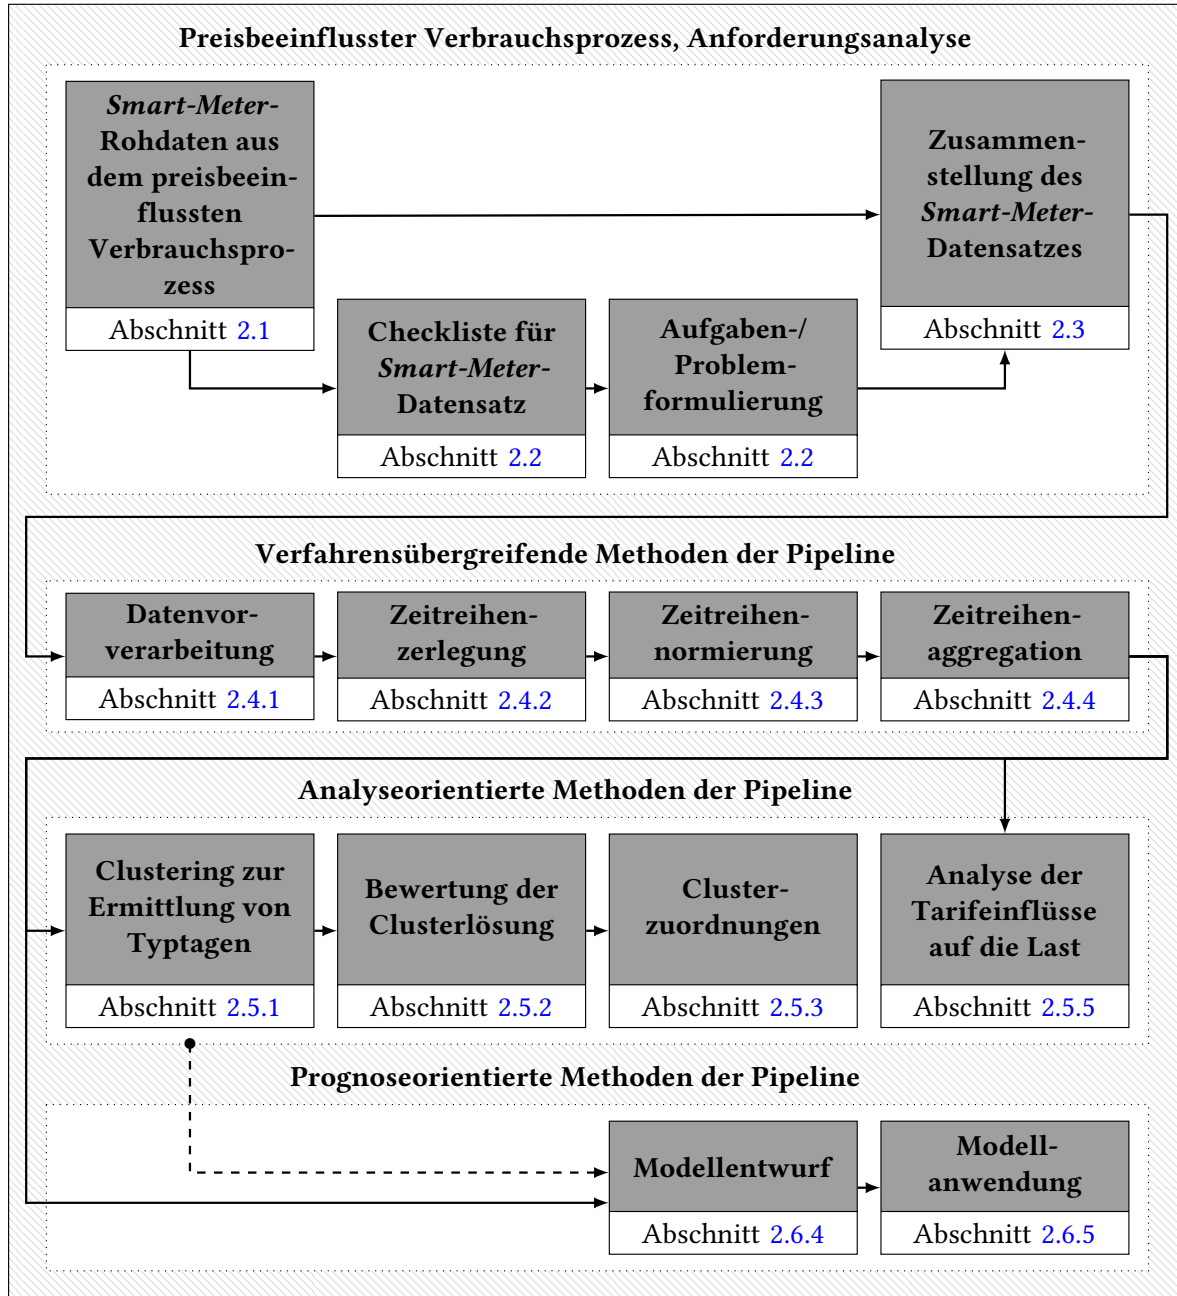 Preisbeeinflusster Verbrauchsprozess, Anforderungsanalyse
Smart-Meter-
Rohdaten aus
dem preisbeein-
flussten
Verbrauchspro-
zess
Abschnitt 2.1
Checkliste für
Smart-Meter-
Datensatz
Abschnitt 2.2
Aufgaben-/
Problem-
formulierung
Abschnitt 2.2
Zusammen-
stellung des
Smart-Meter-
Datensatzes
Abschnitt 2.3
Verfahrensübergreifende Methoden der Pipeline
Datenvor-
verarbeitung
Abschnitt 2.4.1
Zeitreihen-
zerlegung
Abschnitt 2.4.2
Zeitreihen-
normierung
Abschnitt 2.4.3
Zeitreihen-
aggregation
Abschnitt 2.4.4
Analyseorientierte Methoden der Pipeline
Clustering zur
Ermittlung von
Typtagen
Abschnitt 2.5.1
Bewertung der
Clusterlösung
Abschnitt 2.5.2
Cluster-
zuordnungen
Abschnitt 2.5.3
Analyse der
Tarifeinflüsse
auf die Last
Abschnitt 2.5.5
Prognoseorientierte Methoden der Pipeline
Modellentwurf
Abschnitt 2.6.4
Modell-
anwendung
Abschnitt 2.6.5